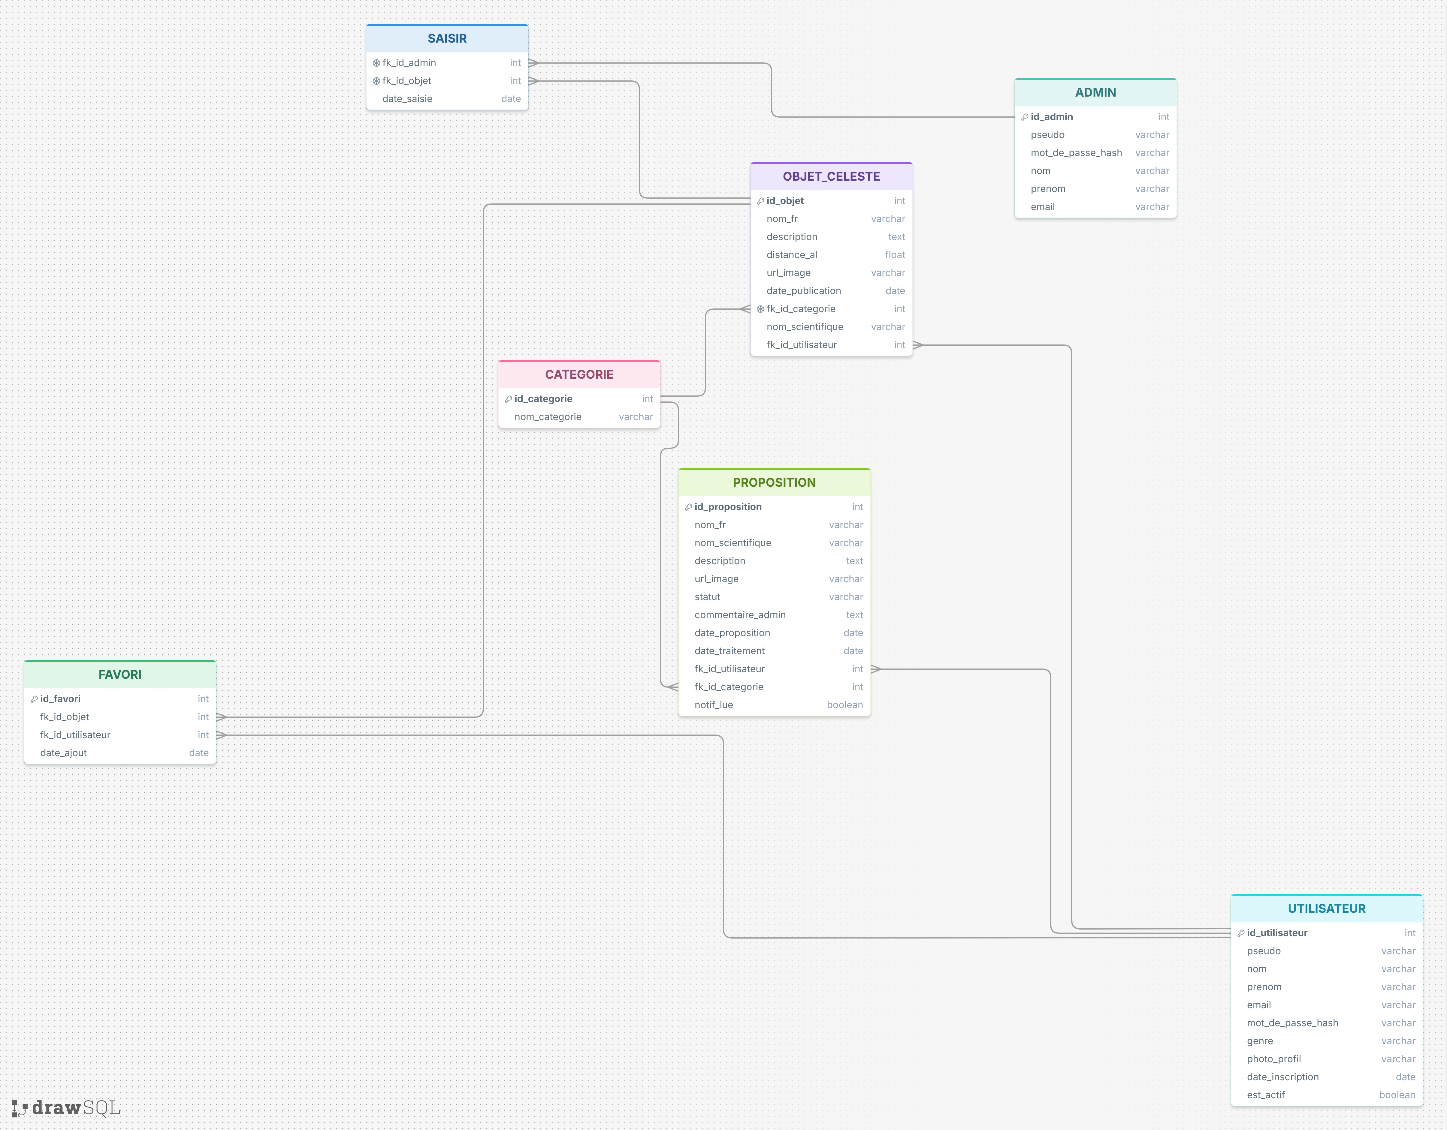 SAISIR
fk_id_admin int
fk_id_objet int
date_saisie date
ADMIN
id_admin int
pseudo varchar
mot_de_passe_hash varchar
nom varchar
prenom varchar
email varchar
OBJET_CELESTE
id_objet int
nom_fr varchar
description text
distance_al float
url_image varchar
date_publication date
fk_id_categorie int
nom_scientifique varchar
fk_id_utilisateur int
CATEGORIE
id_categorie int
nom_categorie varchar
PROPOSITION
id_proposition int
nom_fr varchar
nom_scientifique varchar
description text
url_image varchar
statut varchar
commentaire_admin text
date_proposition date
date_traitement date
fk_id_utilisateur int
fk_id_categorie int
notif_lue boolean
FAVORI
id_favori int
fk_id_objet int
fk_id_utilisateur int
date_ajout date
UTILISATEUR
id_utilisateur int
pseudo varchar
nom varchar
prenom varchar
email varchar
mot_de_passe_hash varchar
genre varchar
photo_profil varchar
date_inscription date
est_actif boolean
drawSQL